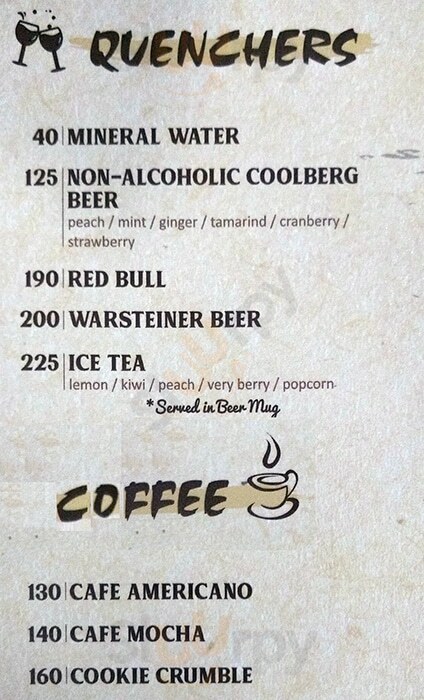 QUENCHERS
40 MINERAL WATER
125 NON-ALCOHOLIC COOLBERG
BEER
peach / mint / ginger / tamarind / cranberry /
strawberry
190 RED BULL
200 WARSTEINER BEER
225 ICE TEA
lemon / kiwi / peach / very berry / popcorn
*Served in Beer Mug
COFFEE
130 CAFE AMERICANO
140 CAFE MOCHA
160 COOKIE CRUMBLE